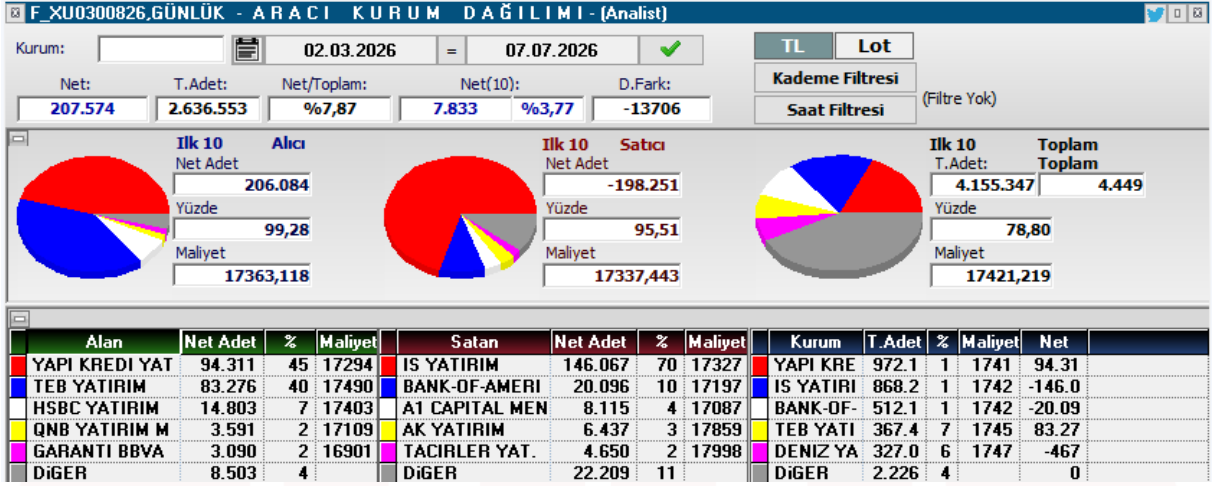 F_XU0300826,GÜNLÜK - A R A C I   K U R U M   D A Ğ I L I M I - (Analist)
Kurum: 02.03.2026 = 07.07.2026 TL Lot
Kademe Filtresi
Net: T.Adet: Net/Toplam: Net(10): D.Fark:
207.574 2.636.553 %7,87 7.833 %3,77 -13706 Saat Filtresi (Filtre Yok)
Ilk 10 Alıcı
Net Adet
206.084
Yüzde
99,28
Maliyet
17363,118
Ilk 10 Satıcı
Net Adet
-198.251
Yüzde
95,51
Maliyet
17337,443
Ilk 10 Toplam
T.Adet: Toplam
4.155.347 4.449
Yüzde
78,80
Maliyet
17421,219
Alan Net Adet % Maliyet Satan Net Adet % Maliyet Kurum T.Adet % Maliyet Net
YAPI KREDI YAT 94.311 45 17294 IS YATIRIM 146.067 70 17327 YAPI KRE 972.1 1 1741 94.31
TEB YATIRIM 83.276 40 17490 BANK-OF-AMERI 20.096 10 17197 IS YATIRI 868.2 1 1742 -146.0
HSBC YATIRIM 14.803 7 17403 A1 CAPITAL MEN 8.115 4 17087 BANK-OF- 512.1 1 1742 -20.09
QNB YATIRIM M 3.591 2 17109 AK YATIRIM 6.437 3 17859 TEB YATI 367.4 7 1745 83.27
GARANTI BBVA 3.090 2 16901 TACIRLER YAT. 4.650 2 17998 DENIZ YA 327.0 6 1747 -467
DiGER 8.503 4 DiGER 22.209 11 DiGER 2.226 4 0